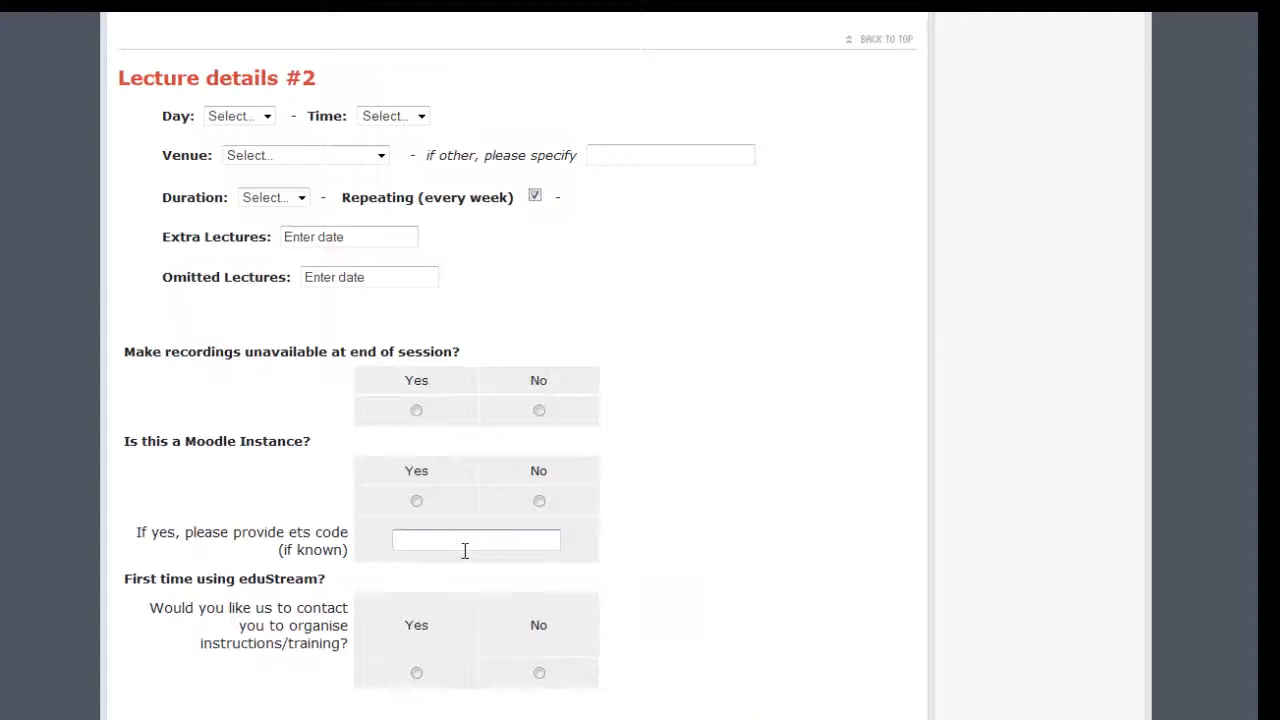 BACK TO TOP
Lecture details #2
Day: Select... - Time: Select...
Venue: Select... - if other, please specify
Duration: Select... - Repeating (every week) -
Extra Lectures: Enter date
Omitted Lectures: Enter date
Make recordings unavailable at end of session?
Yes No
Is this a Moodle Instance?
Yes No
If yes, please provide ets code
(if known)
First time using eduStream?
Would you like us to contact
you to organise
instructions/training?
Yes No